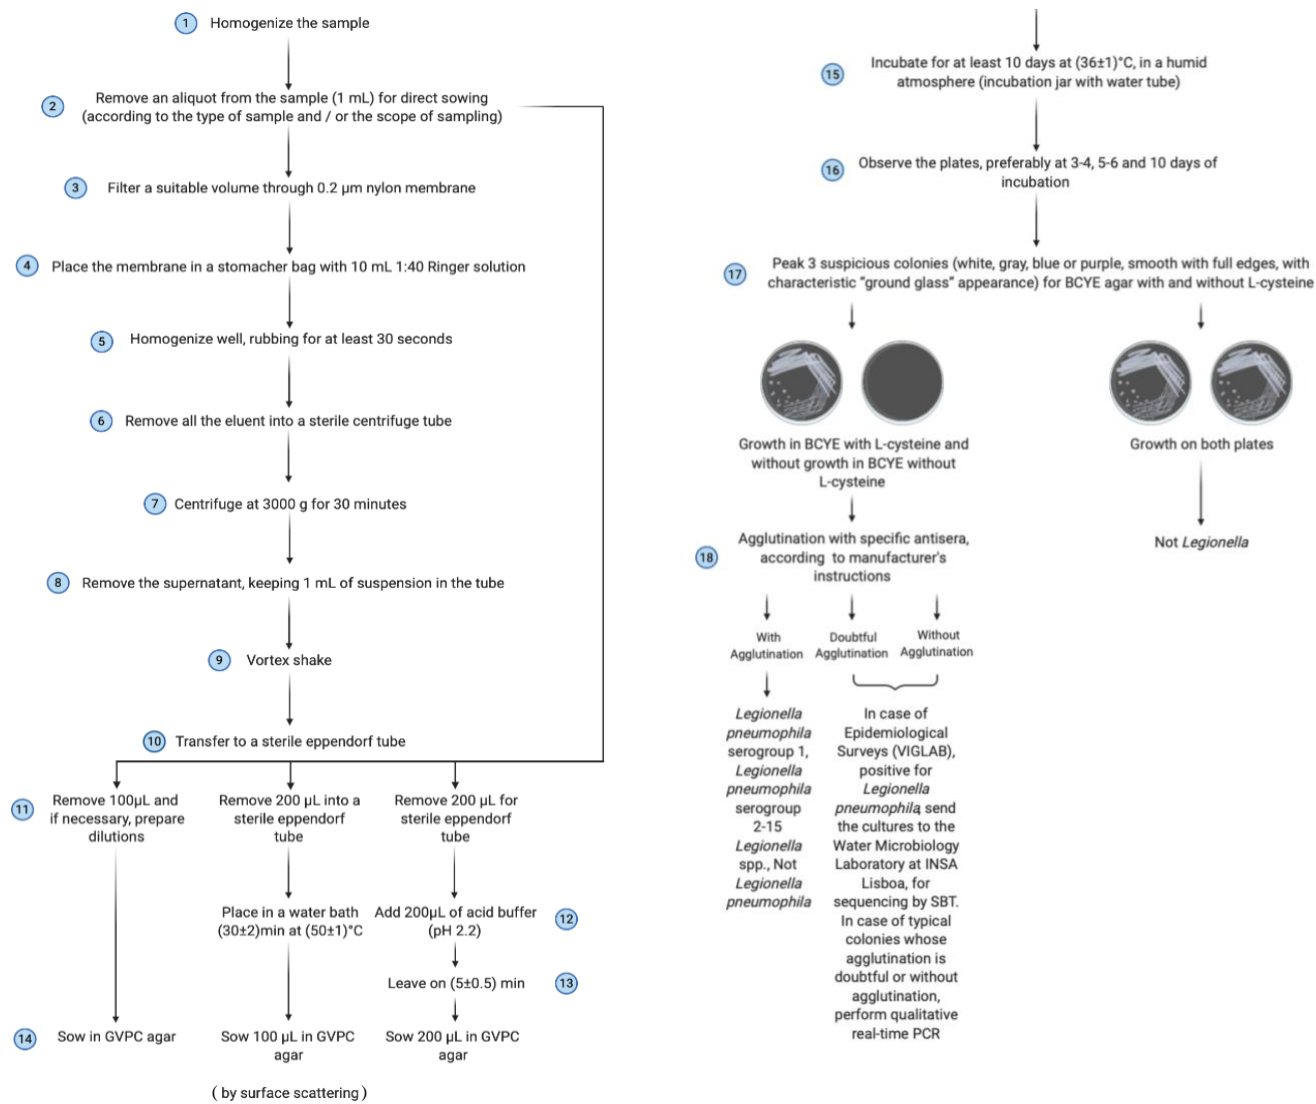 1 Homogenize the sample
2 Remove an aliquot from the sample (1 mL) for direct sowing
(according to the type of sample and / or the scope of sampling)
3 Filter a suitable volume through 0.2 µm nylon membrane
4 Place the membrane in a stomacher bag with 10 mL 1:40 Ringer solution
5 Homogenize well, rubbing for at least 30 seconds
6 Remove all the eluent into a sterile centrifuge tube
7 Centrifuge at 3000 g for 30 minutes
8 Remove the supernatant, keeping 1 mL of suspension in the tube
9 Vortex shake
10 Transfer to a sterile eppendorf tube
11 Remove 100µL and
if necessary, prepare
dilutions
Remove 200 µL into a
sterile eppendorf
tube
Remove 200 µL for
sterile eppendorf
tube
Place in a water bath
(30±2)min at (50±1)°C
Add 200µL of acid buffer
(pH 2.2)
12
Leave on (5±0.5) min
13
14 Sow in GVPC agar
Sow 100 µL in GVPC
agar
Sow 200 µL in GVPC
agar
( by surface scattering )
15 Incubate for at least 10 days at (36±1)°C, in a humid
atmosphere (incubation jar with water tube)
16 Observe the plates, preferably at 3-4, 5-6 and 10 days of
incubation
17 Peak 3 suspicious colonies (white, gray, blue or purple, smooth with full edges, with
characteristic "ground glass" appearance) for BCYE agar with and without L-cysteine
Growth in BCYE with L-cysteine and
without growth in BCYE without
L-cysteine
Growth on both plates
Not Legionella
18 Agglutination with specific antisera,
according to manufacturer's
instructions
With
Agglutination
Doubtful
Agglutination
Without
Agglutination
Legionella
pneumophila
serogroup 1,
Legionella
pneumophila
serogroup
2-15
Legionella
spp., Not
Legionella
pneumophila
In case of
Epidemiological
Surveys (VIGLAB),
positive for
Legionella
pneumophila, send
the cultures to the
Water Microbiology
Laboratory at INSA
Lisboa, for
sequencing by SBT.
In case of typical
colonies whose
agglutination is
doubtful or without
agglutination,
perform qualitative
real-time PCR